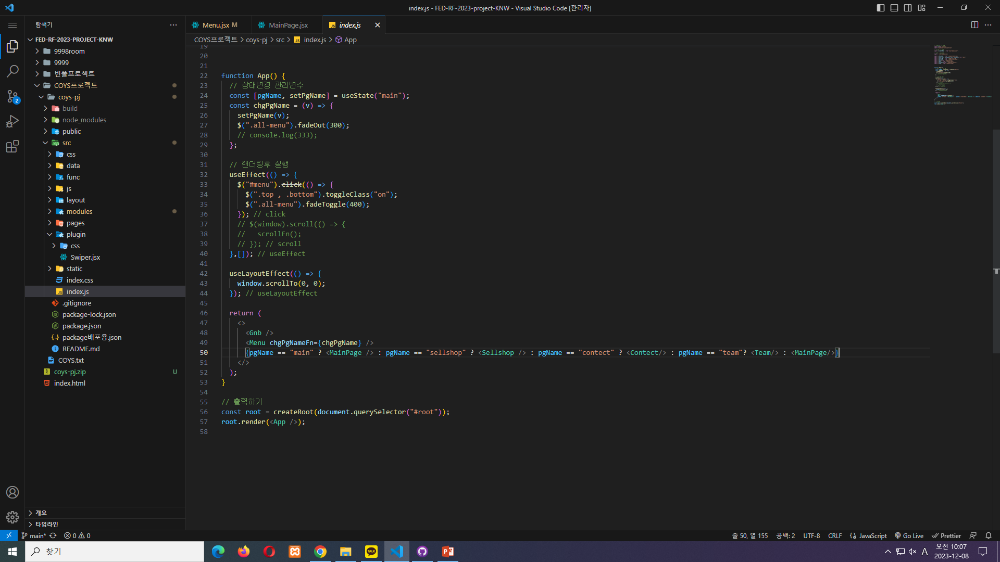 index.js - FED-RF-2023-project-KNW - Visual Studio Code [관리자]
탐색기
Menu.jsx M
MainPage.jsx
index.js
FED-RF-2023-PROJECT-KNW
COYS프로젝트 > coys-pj > src > index.js > App
9998room
9999
빈폴프로젝트
COYS프로젝트
coys-pj
build
node_modules
public
src
css
data
func
js
layout
modules
pages
plugin
css
Swiper.jsx
static
index.css
index.js
.gitignore
package-lock.json
package.json
package배포용.json
README.md
COYS.txt
coys-pj.zip U
index.html
개요
타임라인
19
20
21
22 function App() {
23 // 상태변경 관리변수
24 const [pgName, setPgName] = useState("main");
25 const chgPgName = (v) => {
26 setPgName(v);
27 $(".all-menu").fadeOut(300);
28 // console.log(333);
29 };
30
31 // 랜더링후 실행
32 useEffect(() => {
33 $("#menu").click(() => {
34 $(".top , .bottom").toggleClass("on");
35 $(".all-menu").fadeToggle(400);
36 }); // click
37 // $(window).scroll(() => {
38 //   scrollFn();
39 // }); // scroll
40 },[]); // useEffect
41
42 useLayoutEffect(() => {
43 window.scrollTo(0, 0);
44 }); // useLayoutEffect
45
46 return (
47 <>
48 <Gnb />
49 <Menu chgPgNameFn={chgPgName} />
50 {pgName == "main" ? <MainPage /> : pgName == "sellshop" ? <Sellshop /> : pgName == "contect" ? <Contect/> : pgName == "team"? <Team/> : <MainPage/>}
51 </>
52 );
53 }
54
55 // 출력하기
56 const root = createRoot(document.querySelector("#root"));
57 root.render(<App />);
58
2
main* 0 0
줄 50, 열 155 공백: 2 UTF-8 CRLF JavaScript Go Live Prettier
찾기
TALK
A
오전 10:07
2023-12-08